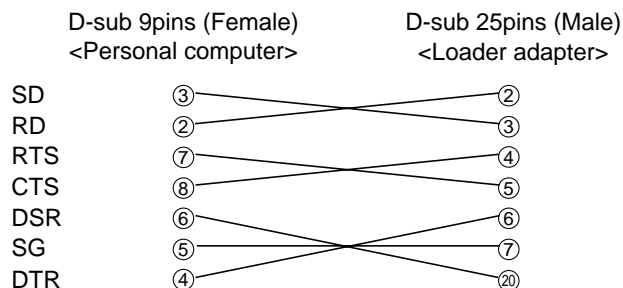 D-sub 9pins (Female) D-sub 25pins (Male)
<Personal computer> <Loader adapter>
SD 3 2
RD 2 3
RTS 7 4
CTS 8 5
DSR 6 6
SG 5 7
DTR 4 20